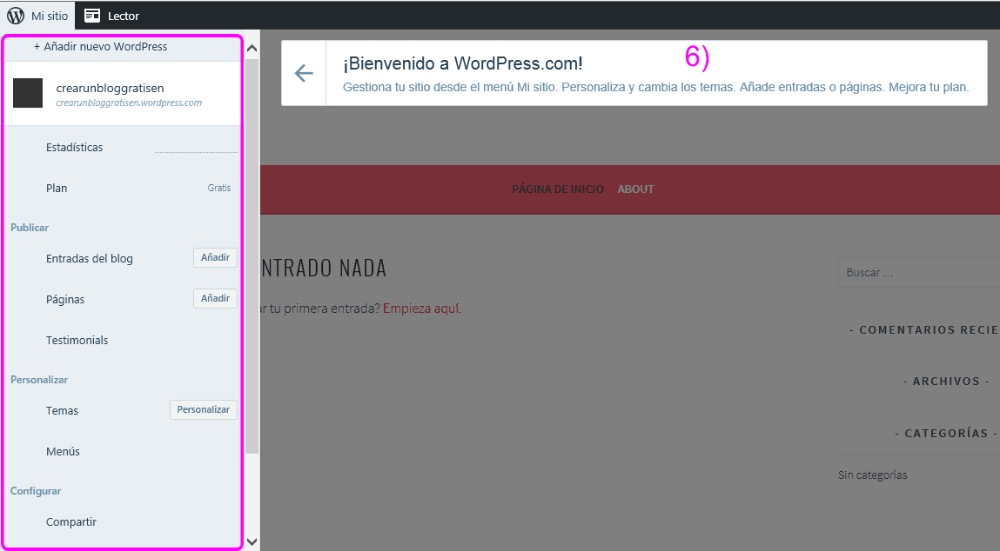 Mi sitio
Lector
+ Añadir nuevo WordPress
crearunbloggratisen
crearunbloggratisen.wordpress.com
Estadísticas
Plan Gratis
Publicar
Entradas del blog Añadir
Páginas Añadir
Testimonials
Personalizar
Temas Personalizar
Menús
Configurar
Compartir
6)
¡Bienvenido a WordPress.com!
Gestiona tu sitio desde el menú Mi sitio. Personaliza y cambia los temas. Añade entradas o páginas. Mejora tu plan.
PÁGINA DE INICIO ABOUT
NTRADO NADA
ar tu primera entrada? Empieza aquí.
Buscar …
- COMENTARIOS RECIE
- ARCHIVOS -
- CATEGORÍAS -
Sin categorías